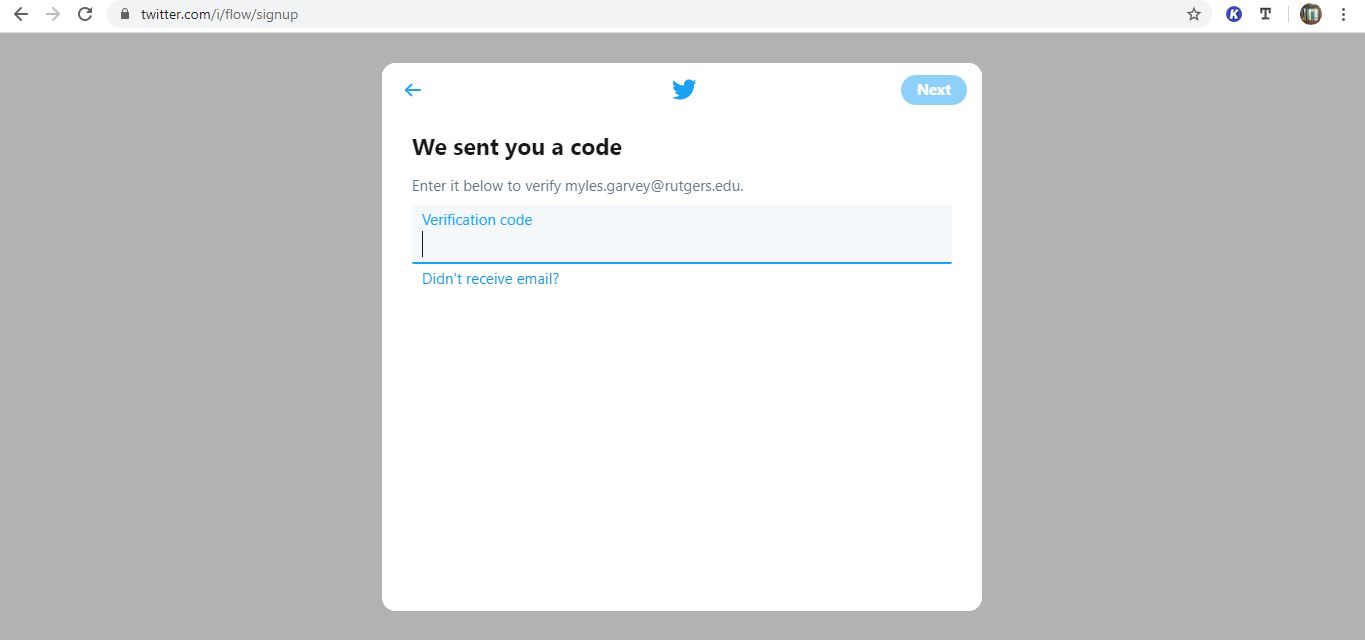 twitter.com/i/flow/signup
K T
Next
We sent you a code
Enter it below to verify myles.garvey@rutgers.edu.
Verification code
Didn't receive email?